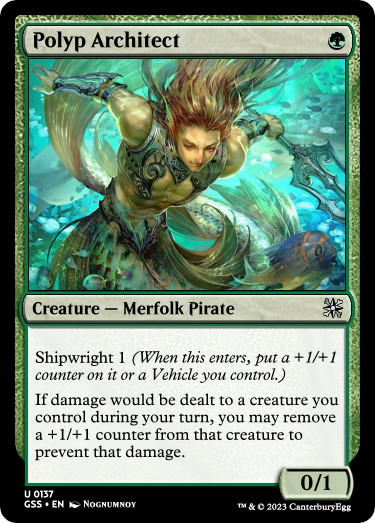 Polyp Architect
Creature — Merfolk Pirate
Shipwright 1 (When this enters, put a +1/+1
counter on it or a Vehicle you control.)
If damage would be dealt to a creature you
control during your turn, you may remove
a +1/+1 counter from that creature to
prevent that damage.
0/1
U 0137
GSS • EN Nognumnoy
™ & © 2023 CanterburyEgg